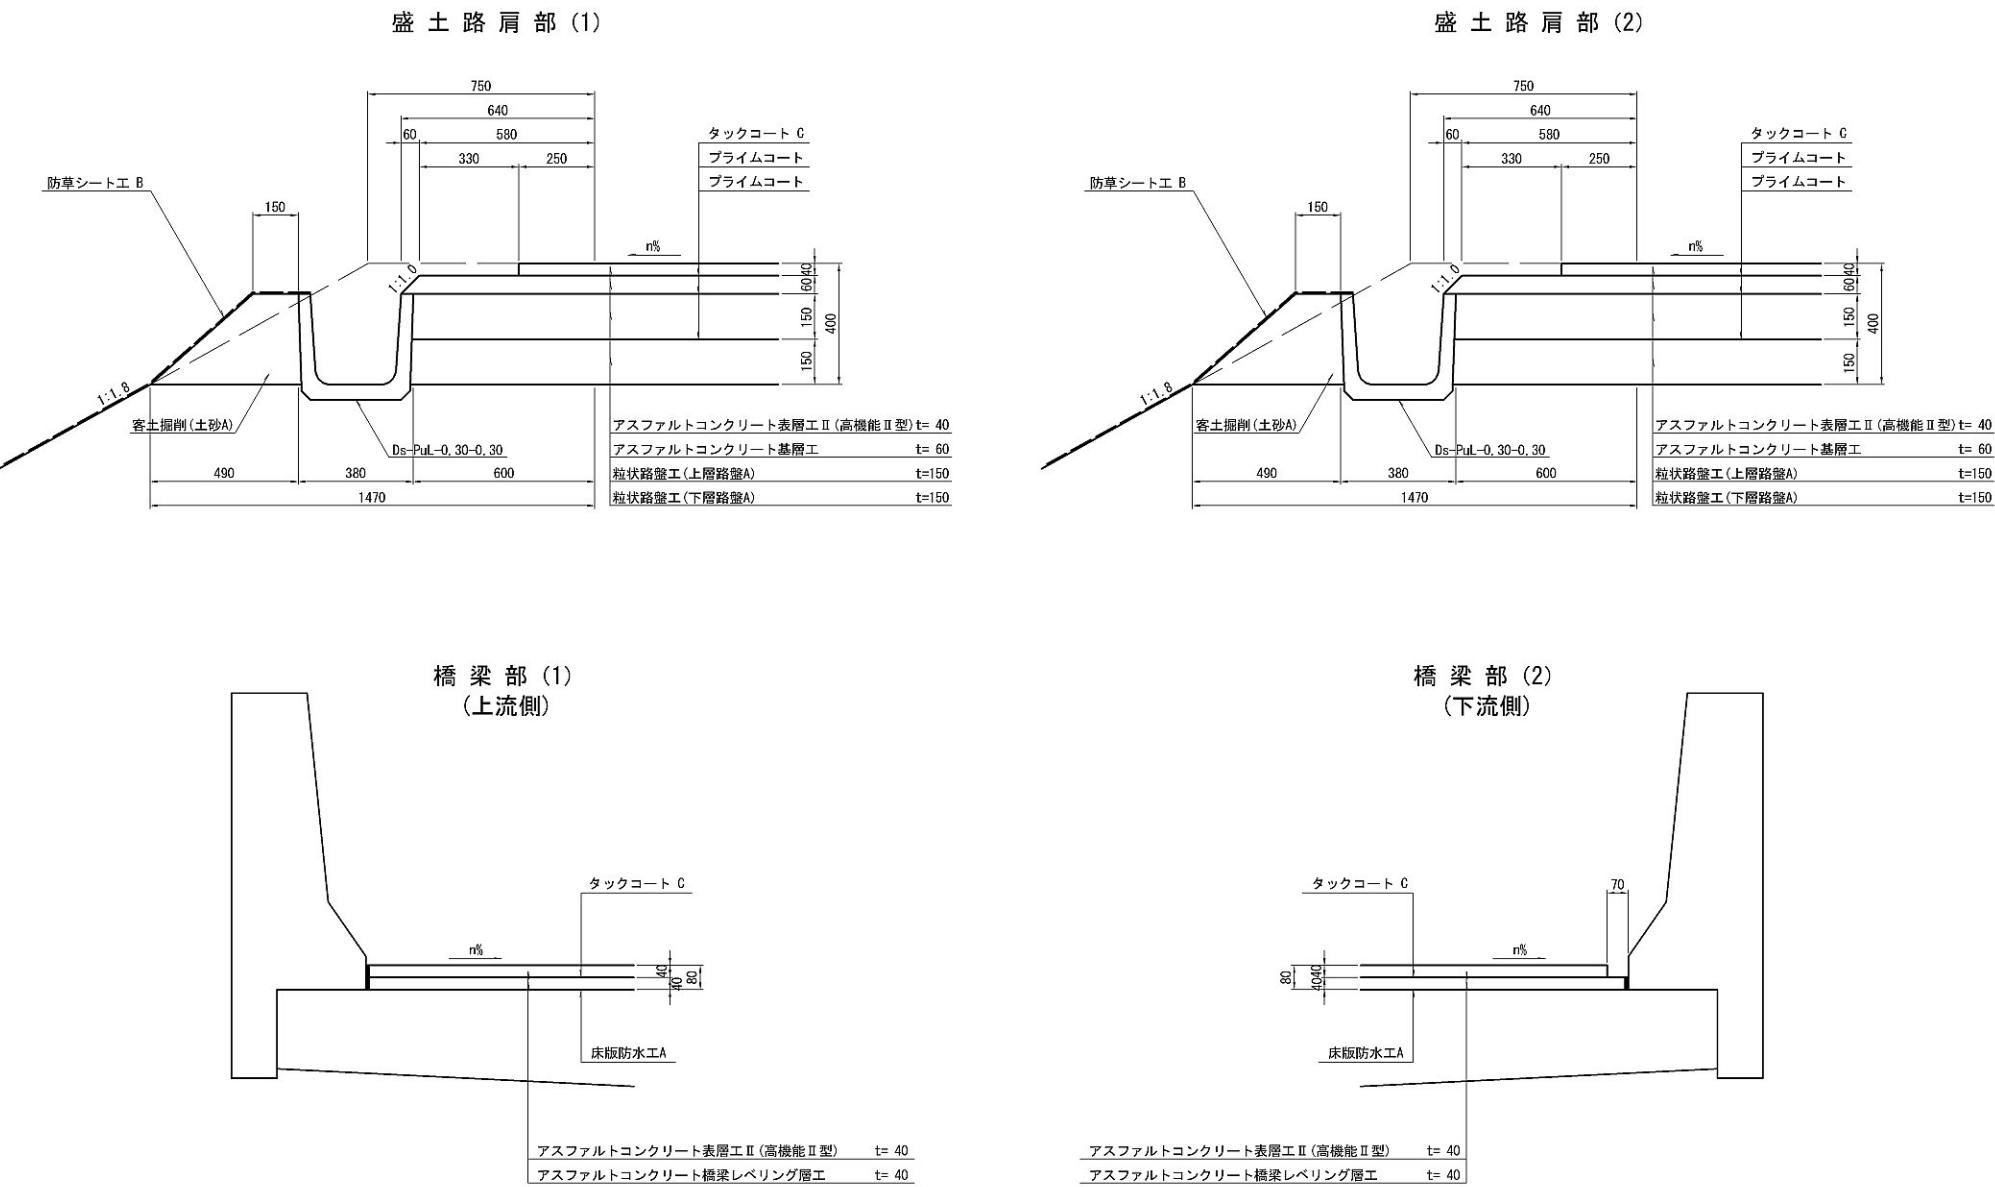 盛土路肩部(1)
750
640
60
580
330
250
タックコート C
プライムコート
プライムコート
防草シート工 B
150
n%
1:1.0
40
60
150
150
400
1:1.8
客土掘削(土砂A)
Ds-PuL-0.30-0.30
アスファルトコンクリート表層工Ⅱ(高機能Ⅱ型) t= 40
アスファルトコンクリート基層工 t= 60
粒状路盤工(上層路盤A) t=150
粒状路盤工(下層路盤A) t=150
490
380
600
1470
盛土路肩部(2)
750
640
60
580
330
250
タックコート C
プライムコート
プライムコート
防草シート工 B
150
n%
1:1.0
40
60
150
150
400
1:1.8
客土掘削(土砂A)
Ds-PuL-0.30-0.30
アスファルトコンクリート表層工Ⅱ(高機能Ⅱ型) t= 40
アスファルトコンクリート基層工 t= 60
粒状路盤工(上層路盤A) t=150
粒状路盤工(下層路盤A) t=150
490
380
600
1470
橋梁部(1)
(上流側)
タックコート C
n%
40
40
80
床版防水工A
アスファルトコンクリート表層工Ⅱ(高機能Ⅱ型) t= 40
アスファルトコンクリート橋梁レベリング層工 t= 40
橋梁部(2)
(下流側)
タックコート C
70
n%
80
40
40
床版防水工A
アスファルトコンクリート表層工Ⅱ(高機能Ⅱ型) t= 40
アスファルトコンクリート橋梁レベリング層工 t= 40